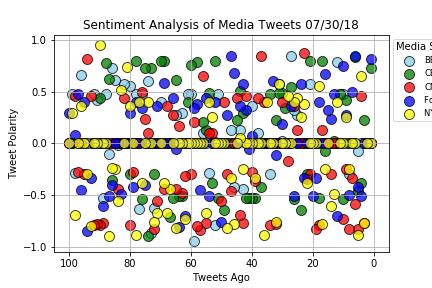 Sentiment Analysis of Media Tweets 07/30/18
Media S
BB
CB
CN
Fo
NY
1.0
0.5
0.0
−0.5
−1.0
Tweet Polarity
100
80
60
40
20
0
Tweets Ago